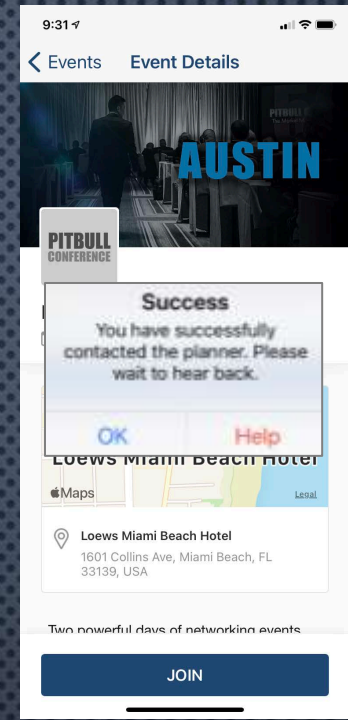 9:31
Events Event Details
PITBULL
AUSTIN
PITBULL
CONFERENCE
Success
You have successfully
contacted the planner. Please
wait to hear back.
OK Help
Loews Miami Beach Hotel
Maps Legal
Loews Miami Beach Hotel
1601 Collins Ave, Miami Beach, FL
33139, USA
Two powerful days of networking events
JOIN